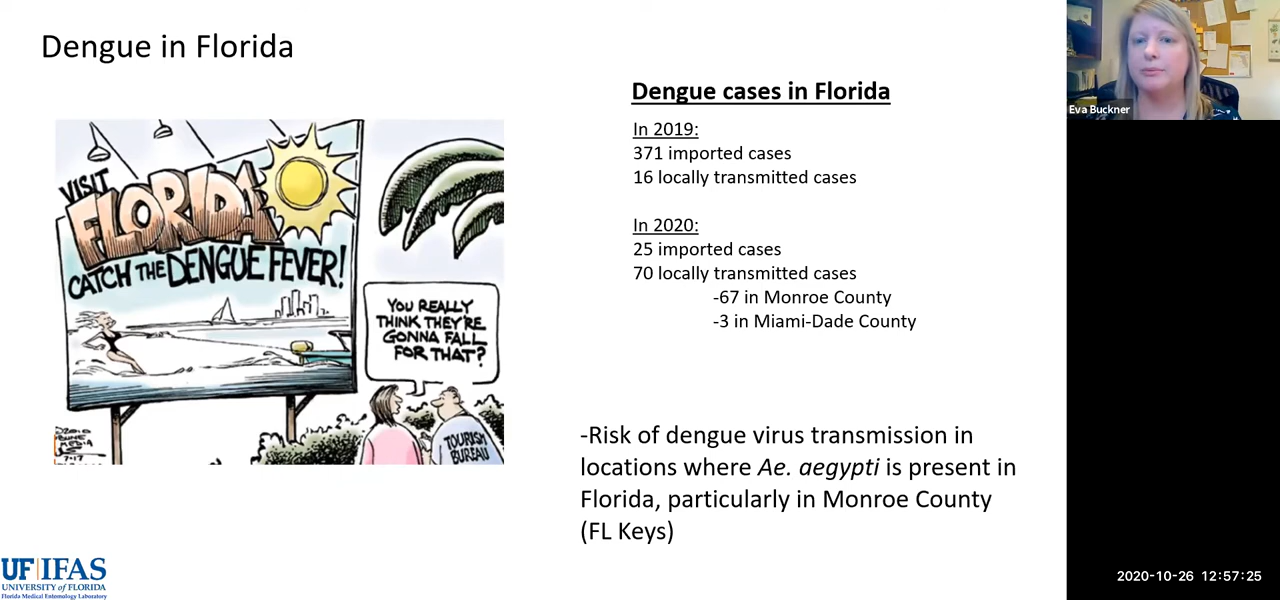 Dengue in Florida
VISIT
FLORIDA
CATCH THE DENGUE FEVER!
YOU REALLY
THINK THEY'RE
GONNA FALL
FOR THAT?
TOURISM
BUREAU
MEDIA
7-17
Dengue cases in Florida
In 2019:
371 imported cases
16 locally transmitted cases
In 2020:
25 imported cases
70 locally transmitted cases
-67 in Monroe County
-3 in Miami-Dade County
-Risk of dengue virus transmission in
locations where Ae. aegypti is present in
Florida, particularly in Monroe County
(FL Keys)
UF|IFAS
UNIVERSITY of FLORIDA
Florida Medical Entomology Laboratory
Eva Buckner
2020-10-26 12:57:25